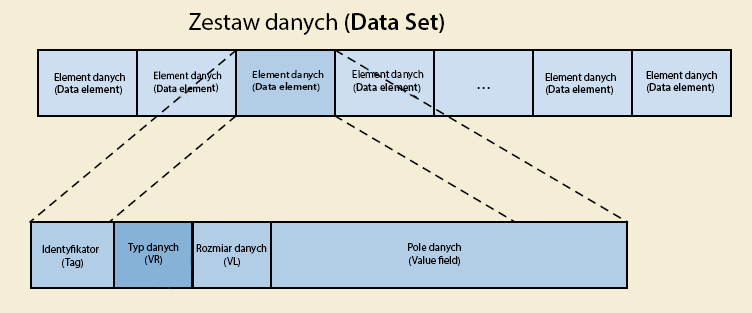 Zestaw danych (Data Set)
Element danych
(Data element)
Element danych
(Data element)
Element danych
(Data element)
Element danych
(Data element)
...
Element danych
(Data element)
Element danych
(Data element)
Identyfikator
(Tag)
Typ danych
(VR)
Rozmiar danych
(VL)
Pole danych
(Value field)